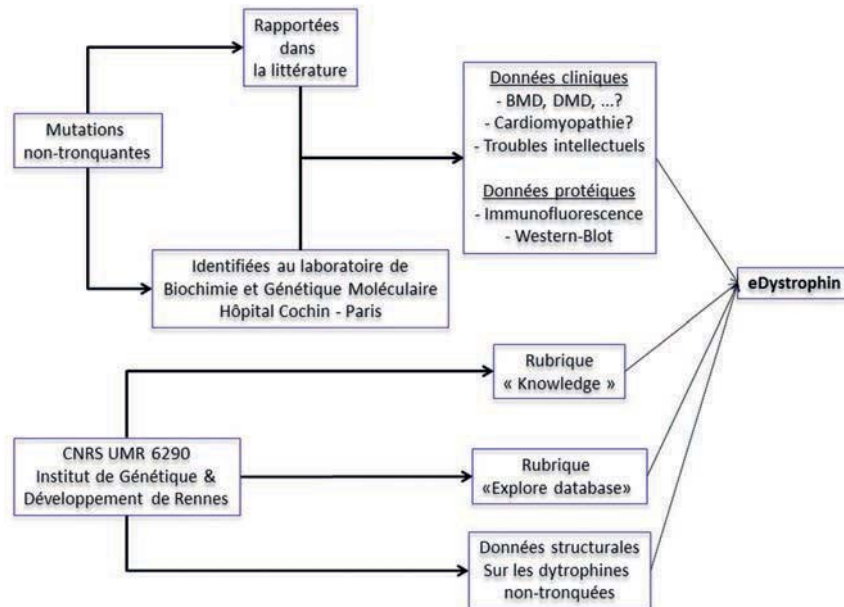 Rapportées
dans
la littérature
Mutations
non-tronquantes
Données cliniques
- BMD, DMD, ...?
- Cardiomyopathie?
- Troubles intellectuels
Données protéiques
- Immunofluorescence
- Western-Blot
Identifiées au laboratoire de
Biochimie et Génétique Moléculaire
Hôpital Cochin - Paris
eDystrophin
Rubrique
« Knowledge »
CNRS UMR 6290
Institut de Génétique &
Développement de Rennes
Rubrique
«Explore database»
Données structurales
Sur les dytrophines
non-tronquées